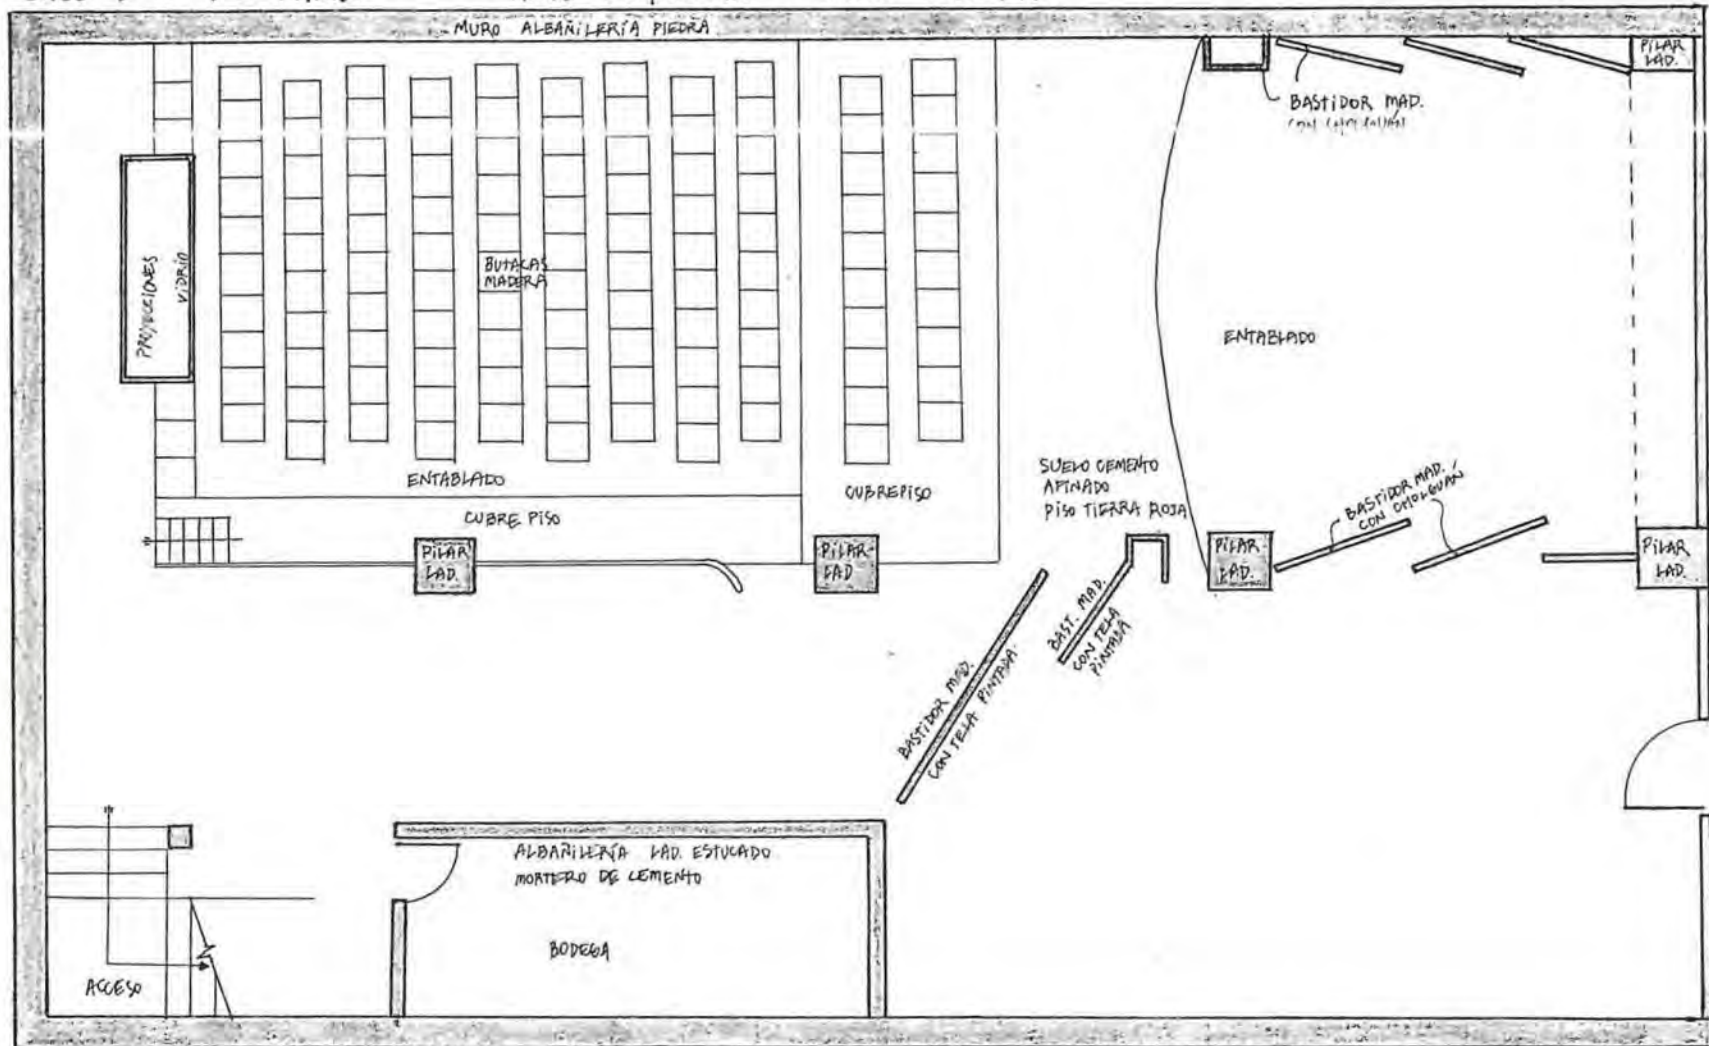 MURO ALBAÑILERÍA PIEDRA
PILAR
LAD.
BASTIDOR MAD.
PROYECCIONES
VIDRIO
BUTACAS
MADERA
ENTABLADO
ENTABLADO
CUBREPISO
CUBRE PISO
SUELO CEMENTO
AFINADO
PISO TIERRA ROJA
BASTIDOR MAD.
CON CHOLGUÁN
PILAR
LAD.
PILAR
LAD
PILAR
LAD.
PILAR
LAD.
BAST. MAD.
CON TELA
PINTADA
BASTIDOR MAD.
CON TELA PINTADA
ALBAÑILERÍA LAD. ESTUCADO
MORTERO DE CEMENTO
BODEGA
ACCESO